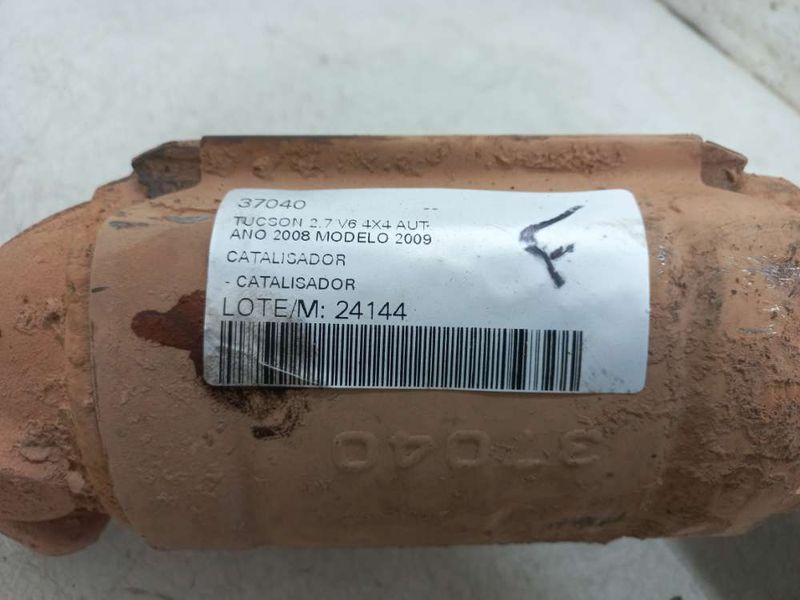 37040 --
TUCSON 2.7 V6 4X4 AUT-
ANO 2008 MODELO 2009
CATALISADOR
- CATALISADOR
LOTE/M: 24144
37040